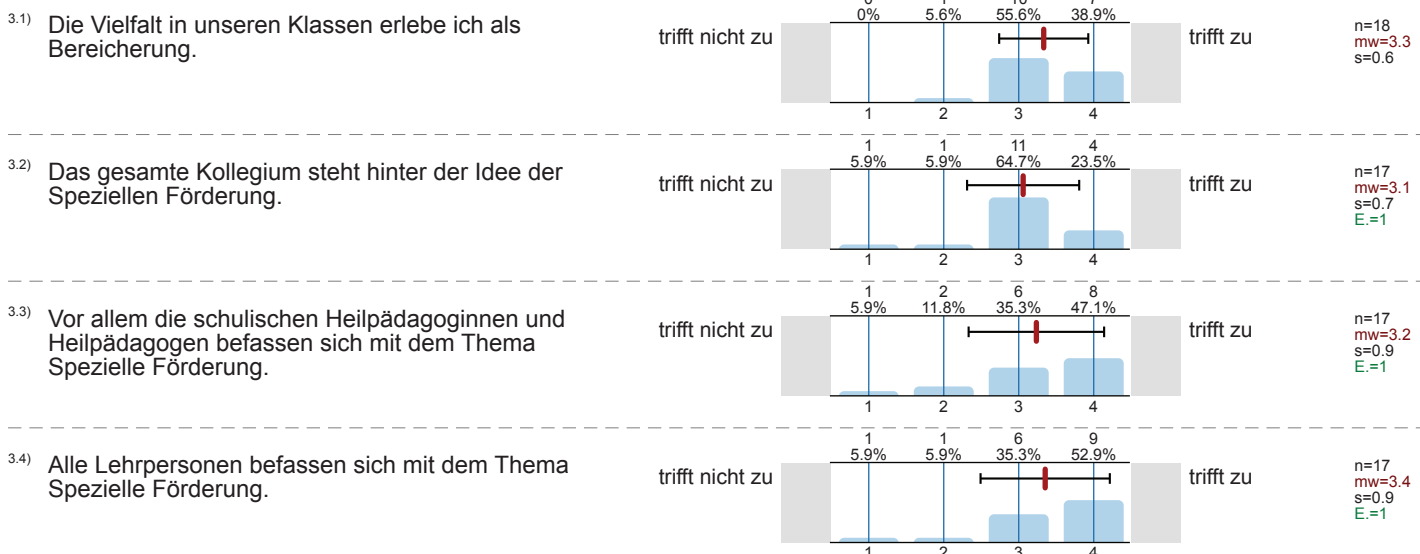 3.1) Die Vielfalt in unseren Klassen erlebe ich als
Bereicherung.
trifft nicht zu
0% 5.6% 55.6% 38.9%
1 2 3 4
trifft zu
n=18
mw=3.3
s=0.6
3.2) Das gesamte Kollegium steht hinter der Idee der
Speziellen Förderung.
trifft nicht zu
1 1 11 4
5.9% 5.9% 64.7% 23.5%
1 2 3 4
trifft zu
n=17
mw=3.1
s=0.7
E.=1
3.3) Vor allem die schulischen Heilpädagoginnen und
Heilpädagogen befassen sich mit dem Thema
Spezielle Förderung.
trifft nicht zu
1 2 6 8
5.9% 11.8% 35.3% 47.1%
1 2 3 4
trifft zu
n=17
mw=3.2
s=0.9
E.=1
3.4) Alle Lehrpersonen befassen sich mit dem Thema
Spezielle Förderung.
trifft nicht zu
1 1 6 9
5.9% 5.9% 35.3% 52.9%
1 2 3 4
trifft zu
n=17
mw=3.4
s=0.9
E.=1